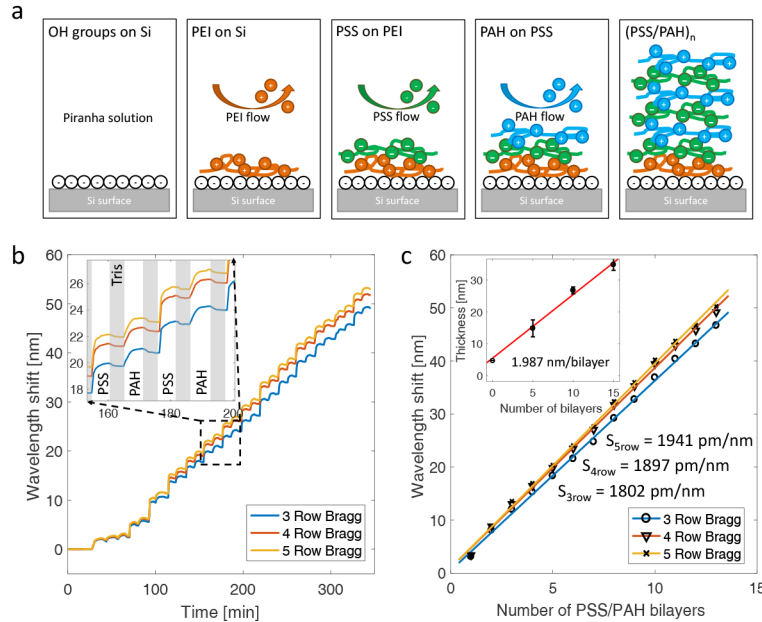 a
OH groups on Si
PEI on Si
PSS on PEI
PAH on PSS
(PSS/PAH)n
Piranha solution
PEI flow
PSS flow
PAH flow
Si surface
Si surface
Si surface
Si surface
Si surface
b
Wavelength shift [nm]
60
50
40
30
20
10
0
0
100
200
300
Time [min]
26
24
22
20
18
160
180
200
Tris
PSS
PAH
PSS
PAH
3 Row Bragg
4 Row Bragg
5 Row Bragg
c
Wavelength shift [nm]
60
50
40
30
20
10
0
0
5
10
15
Number of PSS/PAH bilayers
Thickness [nm]
30
20
10
0
0
5
10
15
Number of bilayers
1.987 nm/bilayer
S5row = 1941 pm/nm
S4row = 1897 pm/nm
S3row = 1802 pm/nm
3 Row Bragg
4 Row Bragg
5 Row Bragg